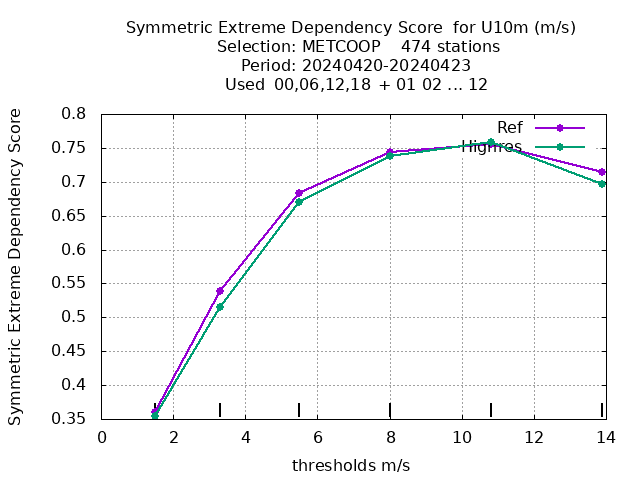 Symmetric Extreme Dependency Score  for U10m (m/s)
Selection: METCOOP    474 stations
Period: 20240420-20240423
Used  00,06,12,18  + 01 02 ... 12
Symmetric Extreme Dependency Score
0.8
0.75
0.7
0.65
0.6
0.55
0.5
0.45
0.4
0.35
Ref
Highres
0 2 4 6 8 10 12 14
thresholds m/s